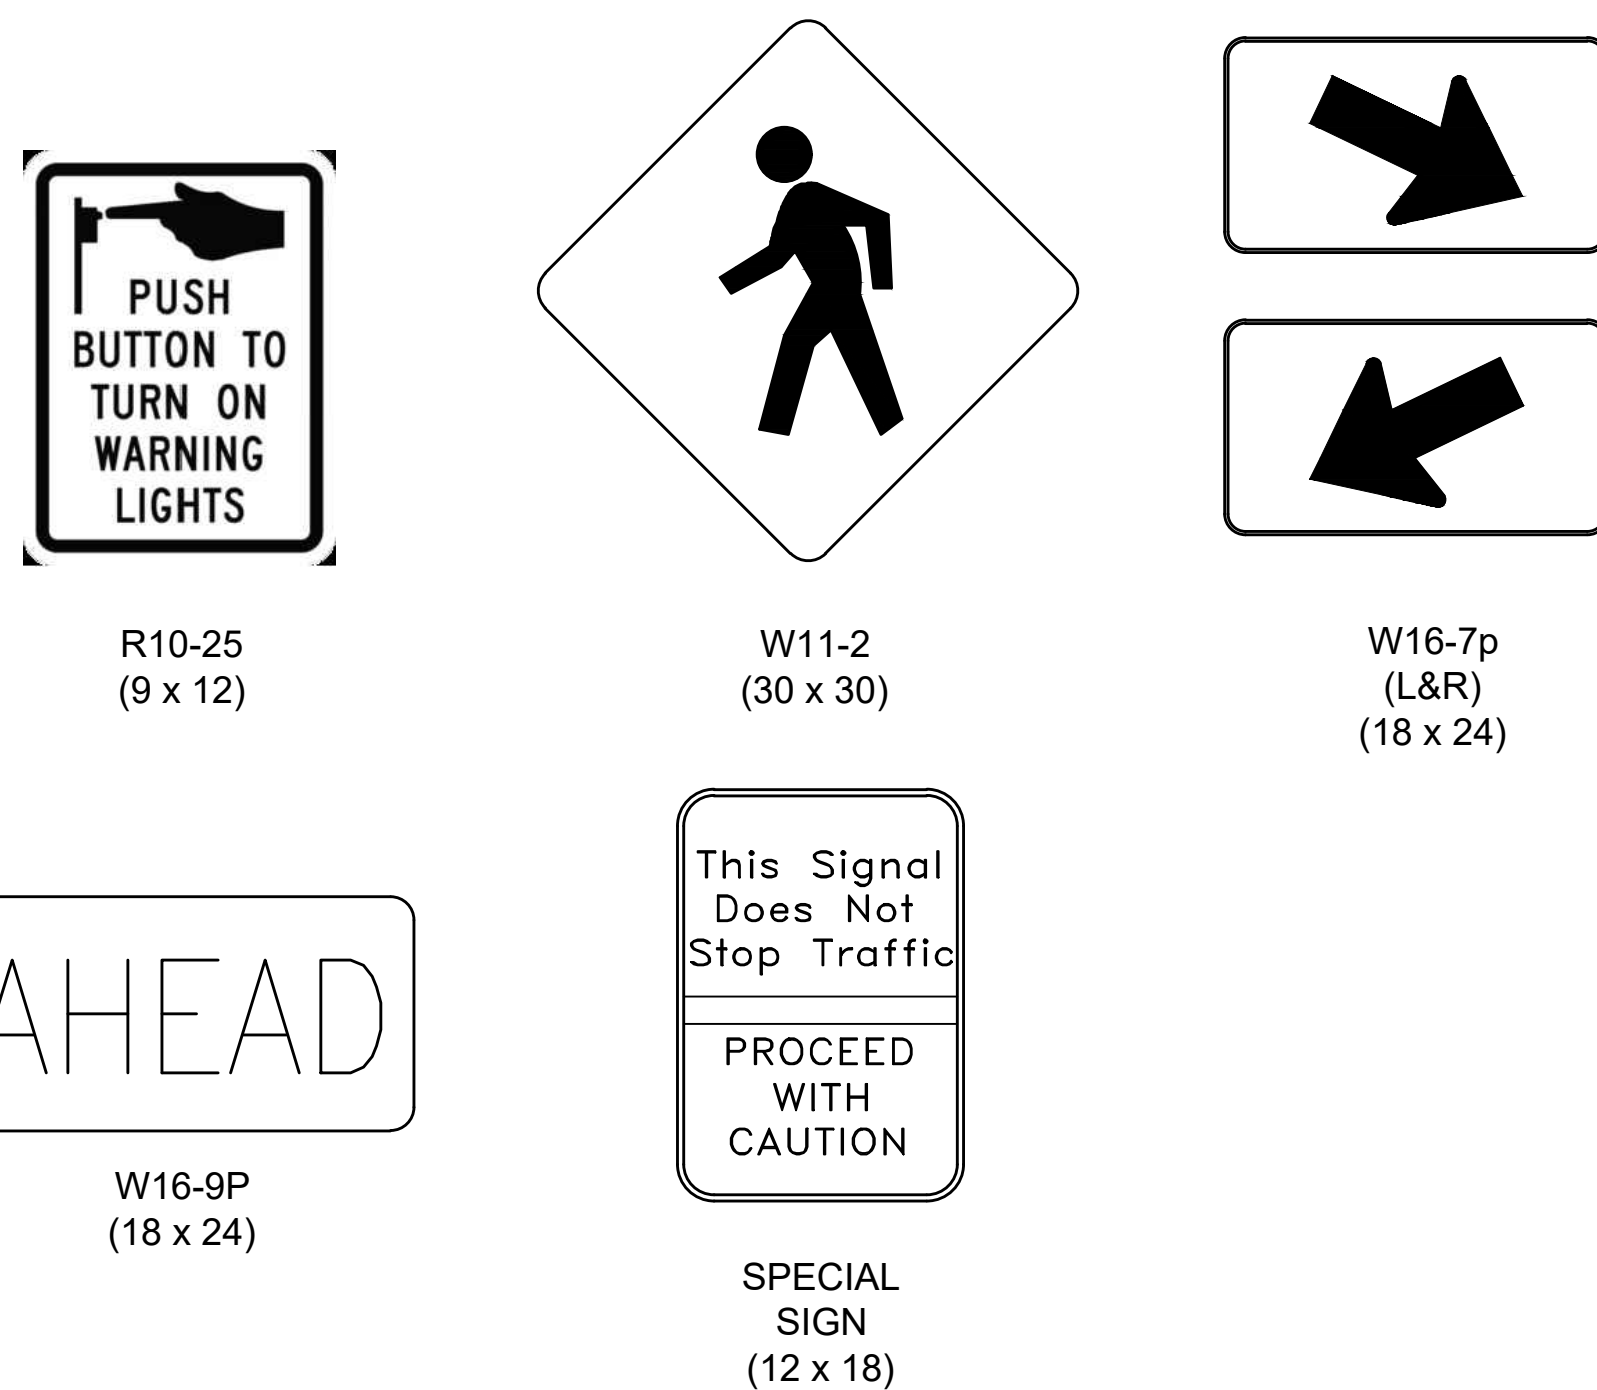 PUSH
BUTTON TO
TURN ON
WARNING
LIGHTS
R10-25
(9 x 12)
W11-2
(30 x 30)
W16-7p
(L&R)
(18 x 24)
AHEAD
W16-9P
(18 x 24)
This Signal
Does Not
Stop Traffic
PROCEED
WITH
CAUTION
SPECIAL
SIGN
(12 x 18)